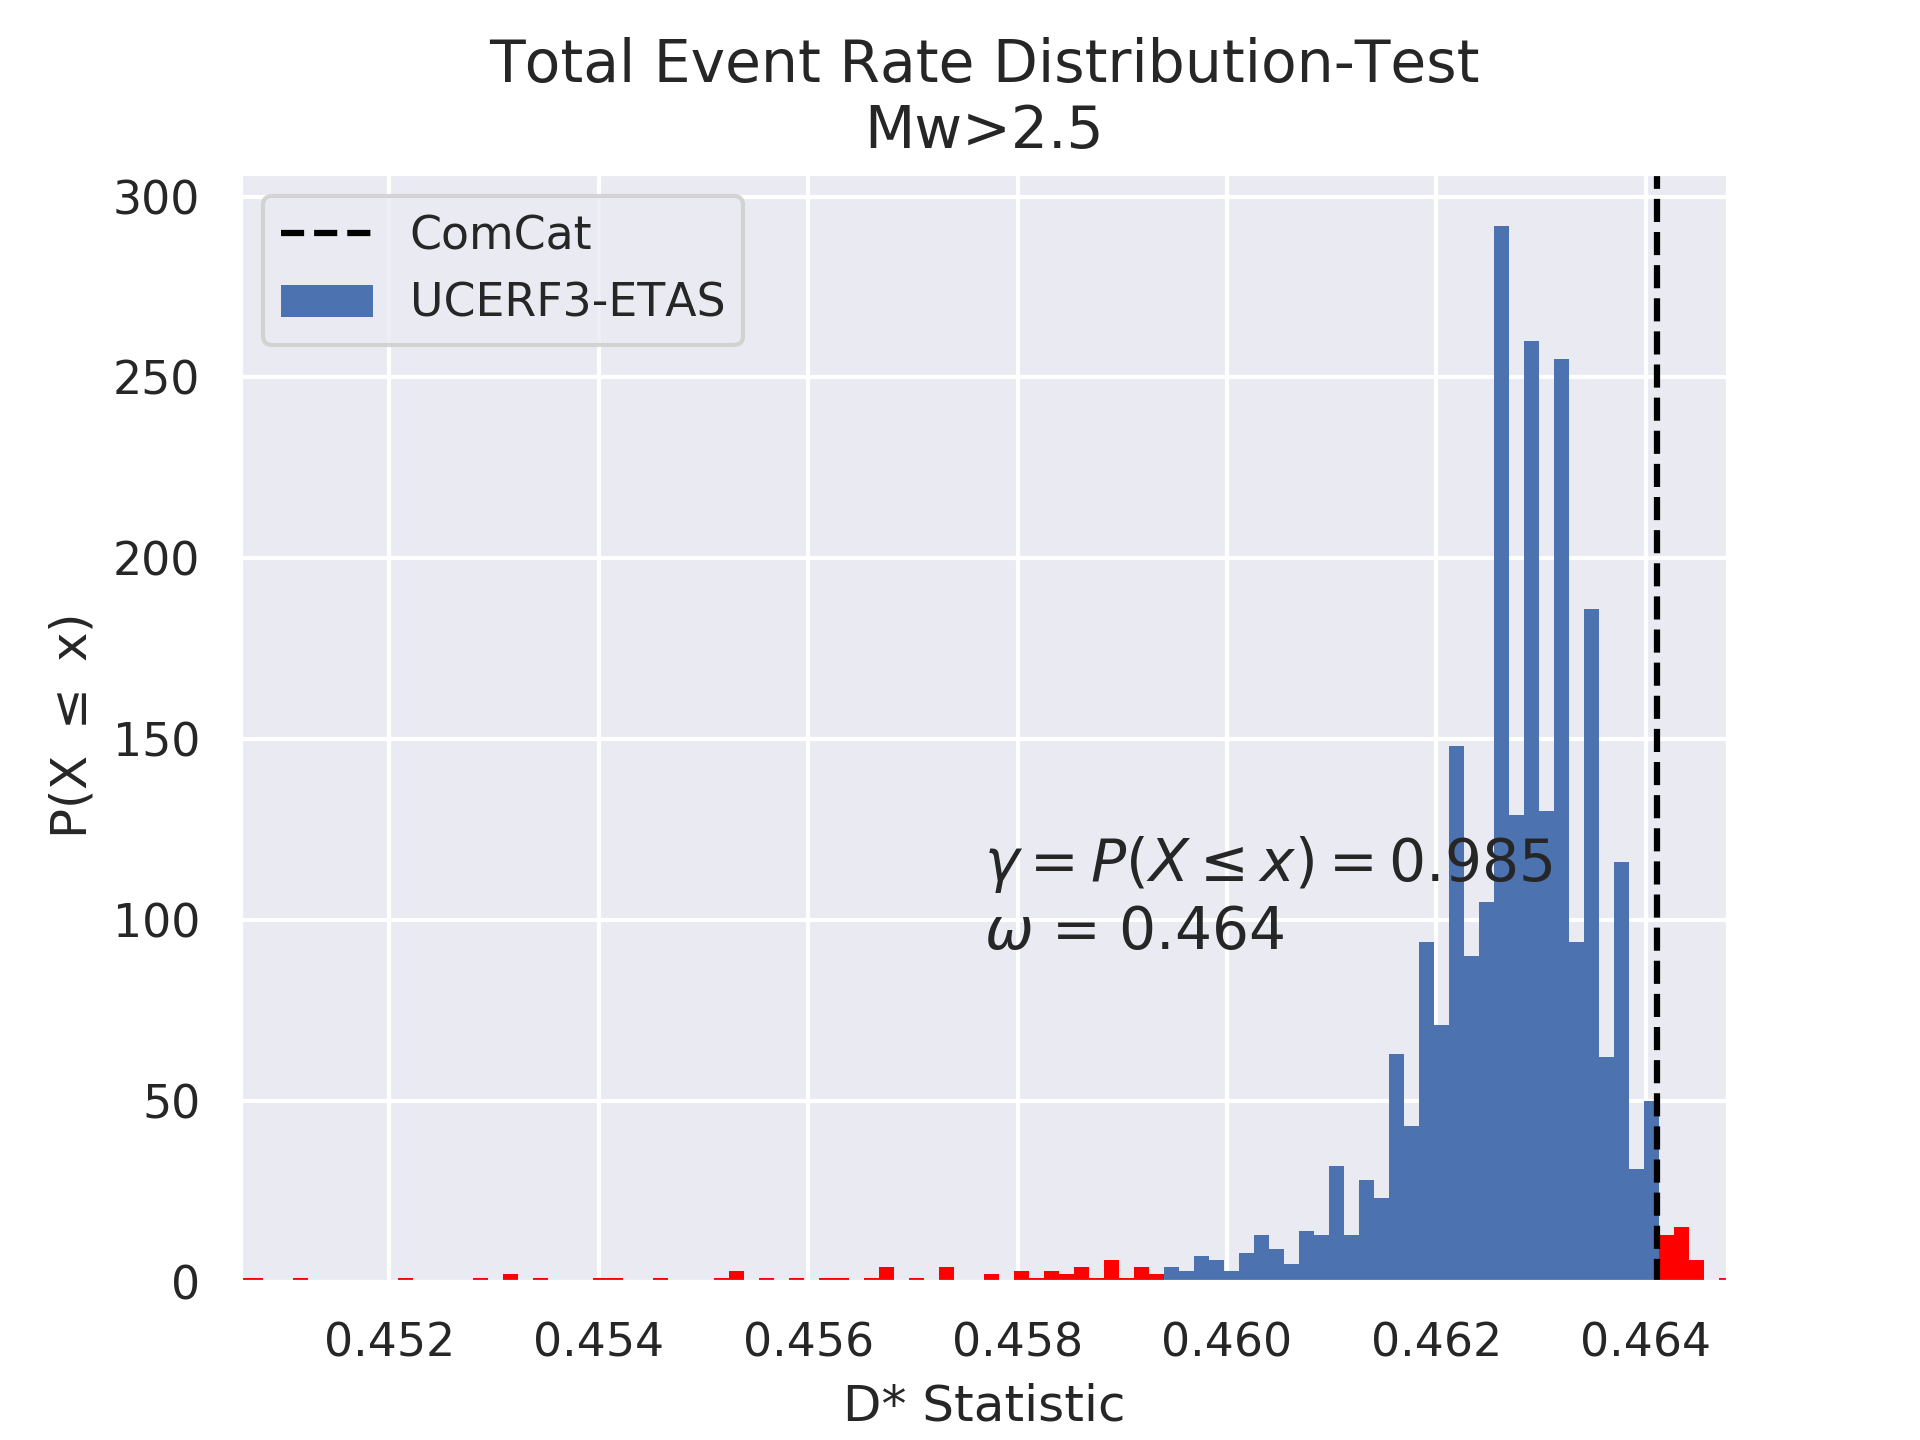 Total Event Rate Distribution-Test
Mw>2.5
300
250
200
150
100
50
0
P(X ≤ x)
ComCat
UCERF3-ETAS
γ = P(X ≤ x) = 0.985
ω = 0.464
0.452 0.454 0.456 0.458 0.460 0.462 0.464
D* Statistic